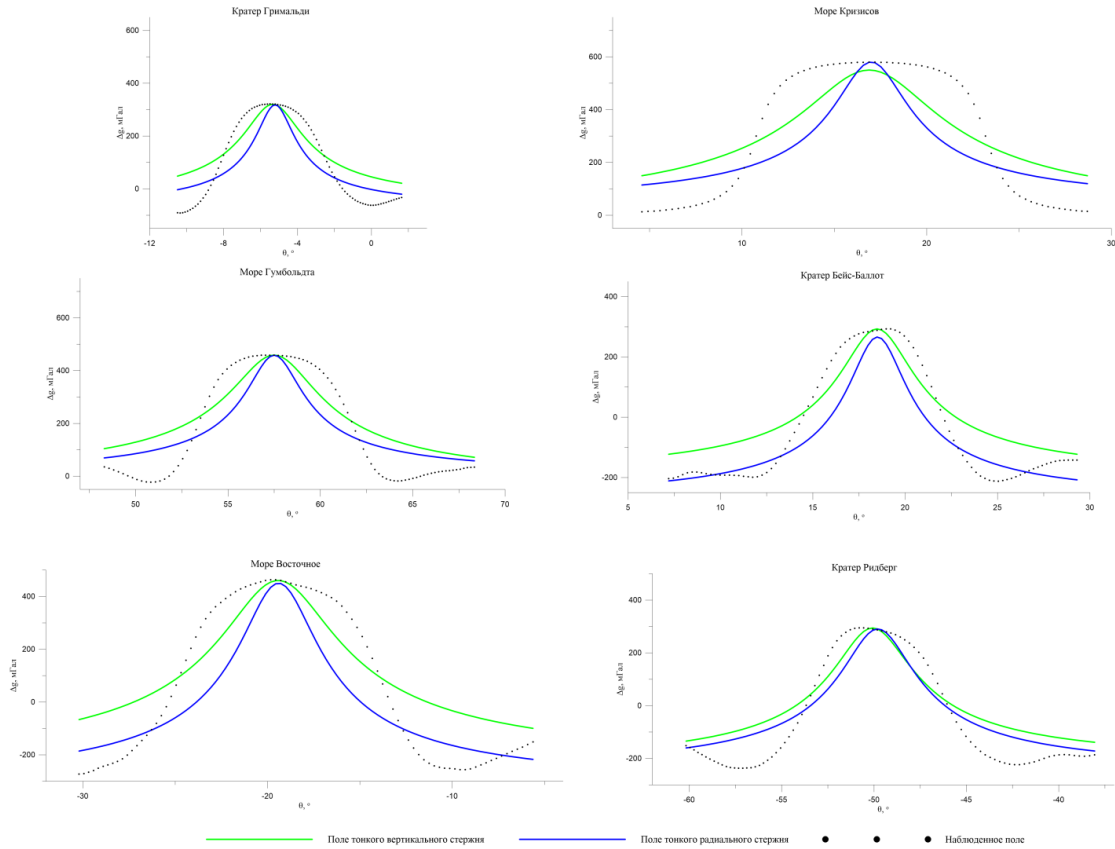 Кратер Гримальди
600
400
200
0
Δg, мГал
-12
-8
-4
0
θ, °
Море Кризисов
600
400
200
0
Δg, мГал
10
20
30
θ, °
Море Гумбольдта
600
400
200
0
Δg, мГал
50
55
60
65
70
θ, °
Кратер Бейс-Баллот
400
200
0
-200
Δg, мГал
5
10
15
20
25
30
θ, °
Море Восточное
400
200
0
-200
Δg, мГал
-30
-20
-10
θ, °
Кратер Ридберг
400
200
0
-200
Δg, мГал
-60
-50
-40
θ, °
Поле тонкого вертикального стержня
Поле тонкого радиального стержня
Наблюденное поле